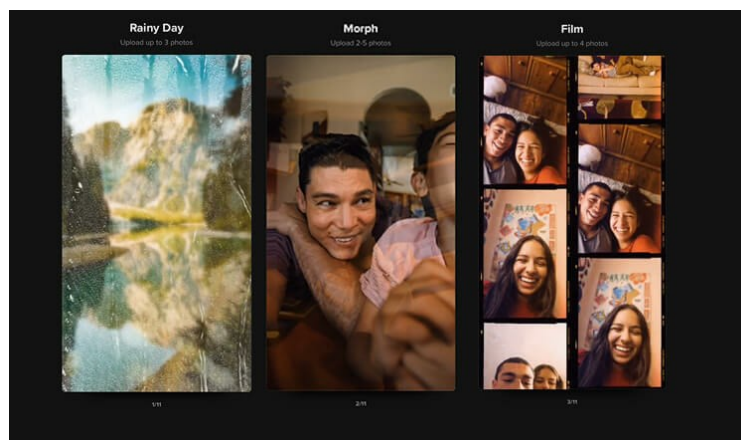 Rainy Day
Upload up to 3 photos
1/11
Morph
Upload 2-5 photos
2/11
Film
Upload up to 4 photos
3/11